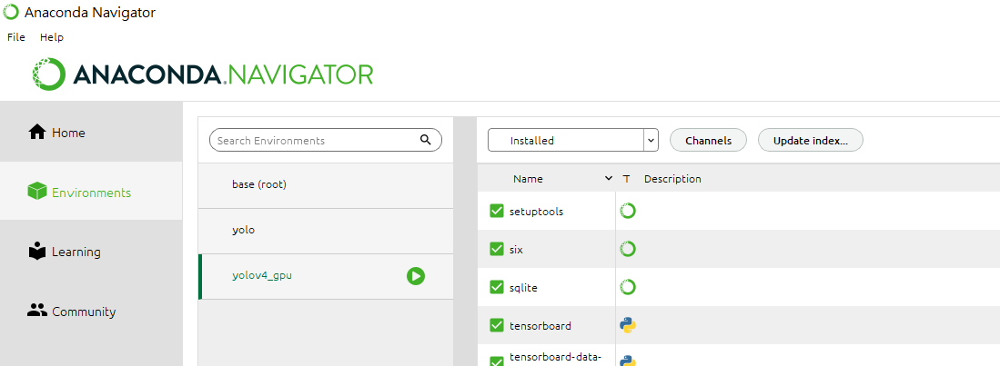 Anaconda Navigator
File Help
ANACONDA.NAVIGATOR
Home
Environments
Learning
Community
Search Environments
base (root)
yolo
yolov4_gpu
Installed Channels Update index...
Name T Description
setuptools
six
sqlite
tensorboard
tensorboard-data-